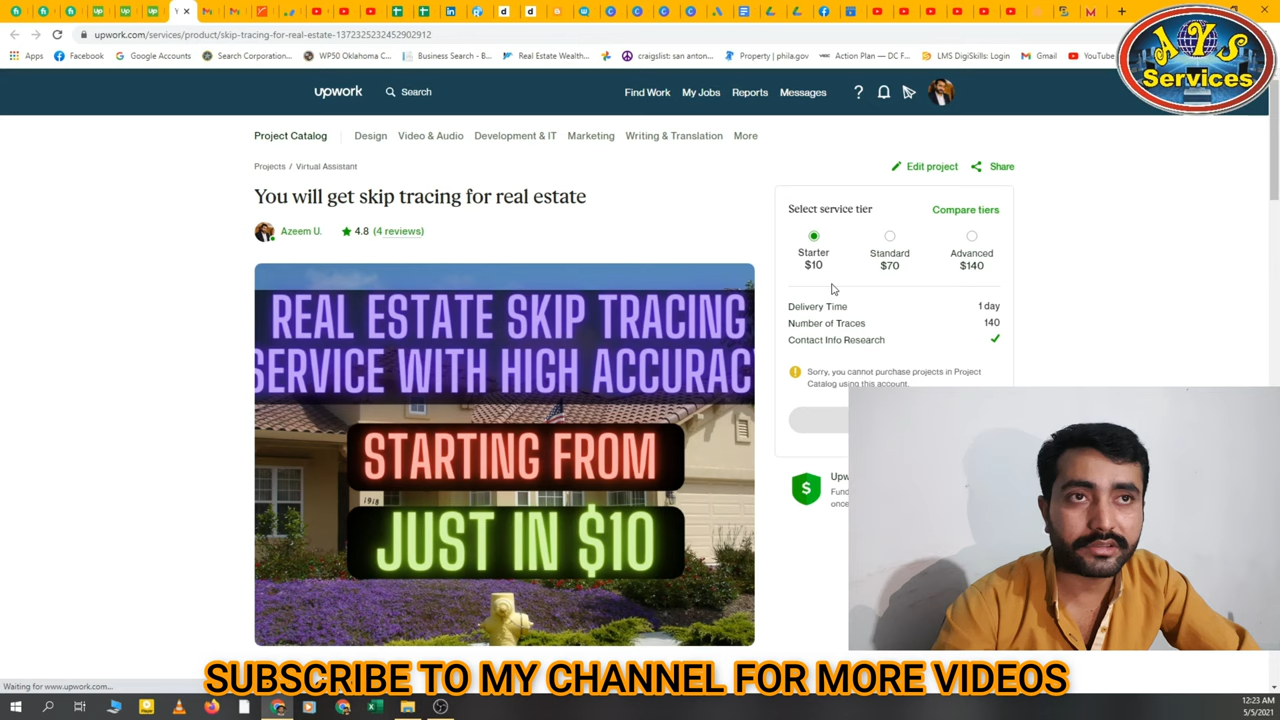 Y
upwork.com/services/product/skip-tracing-for-real-estate-1372325232452902912
Apps Facebook Google Accounts Search Corporation... WP50 Oklahoma C... Business Search - B... Real Estate Wealth... craigslist: san anton... Property | phila.gov Action Plan — DC F... LMS DigiSkills: Login Gmail YouTube
AYS
Services
upwork Search Find Work My Jobs Reports Messages ?
Project Catalog Design Video & Audio Development & IT Marketing Writing & Translation More
Projects / Virtual Assistant
Edit project Share
You will get skip tracing for real estate
Azeem U. 4.8 (4 reviews)
Select service tier Compare tiers
Starter Standard Advanced
$10 $70 $140
Delivery Time 1 day
Number of Traces 140
Contact Info Research
Sorry, you cannot purchase projects in Project
Catalog using this account.
Upw
Fund
once
REAL ESTATE SKIP TRACING
SERVICE WITH HIGH ACCURAC
STARTING FROM
1918
JUST IN $10
SUBSCRIBE TO MY CHANNEL FOR MORE VIDEOS
Waiting for www.upwork.com...
12:23 AM
5/5/2021